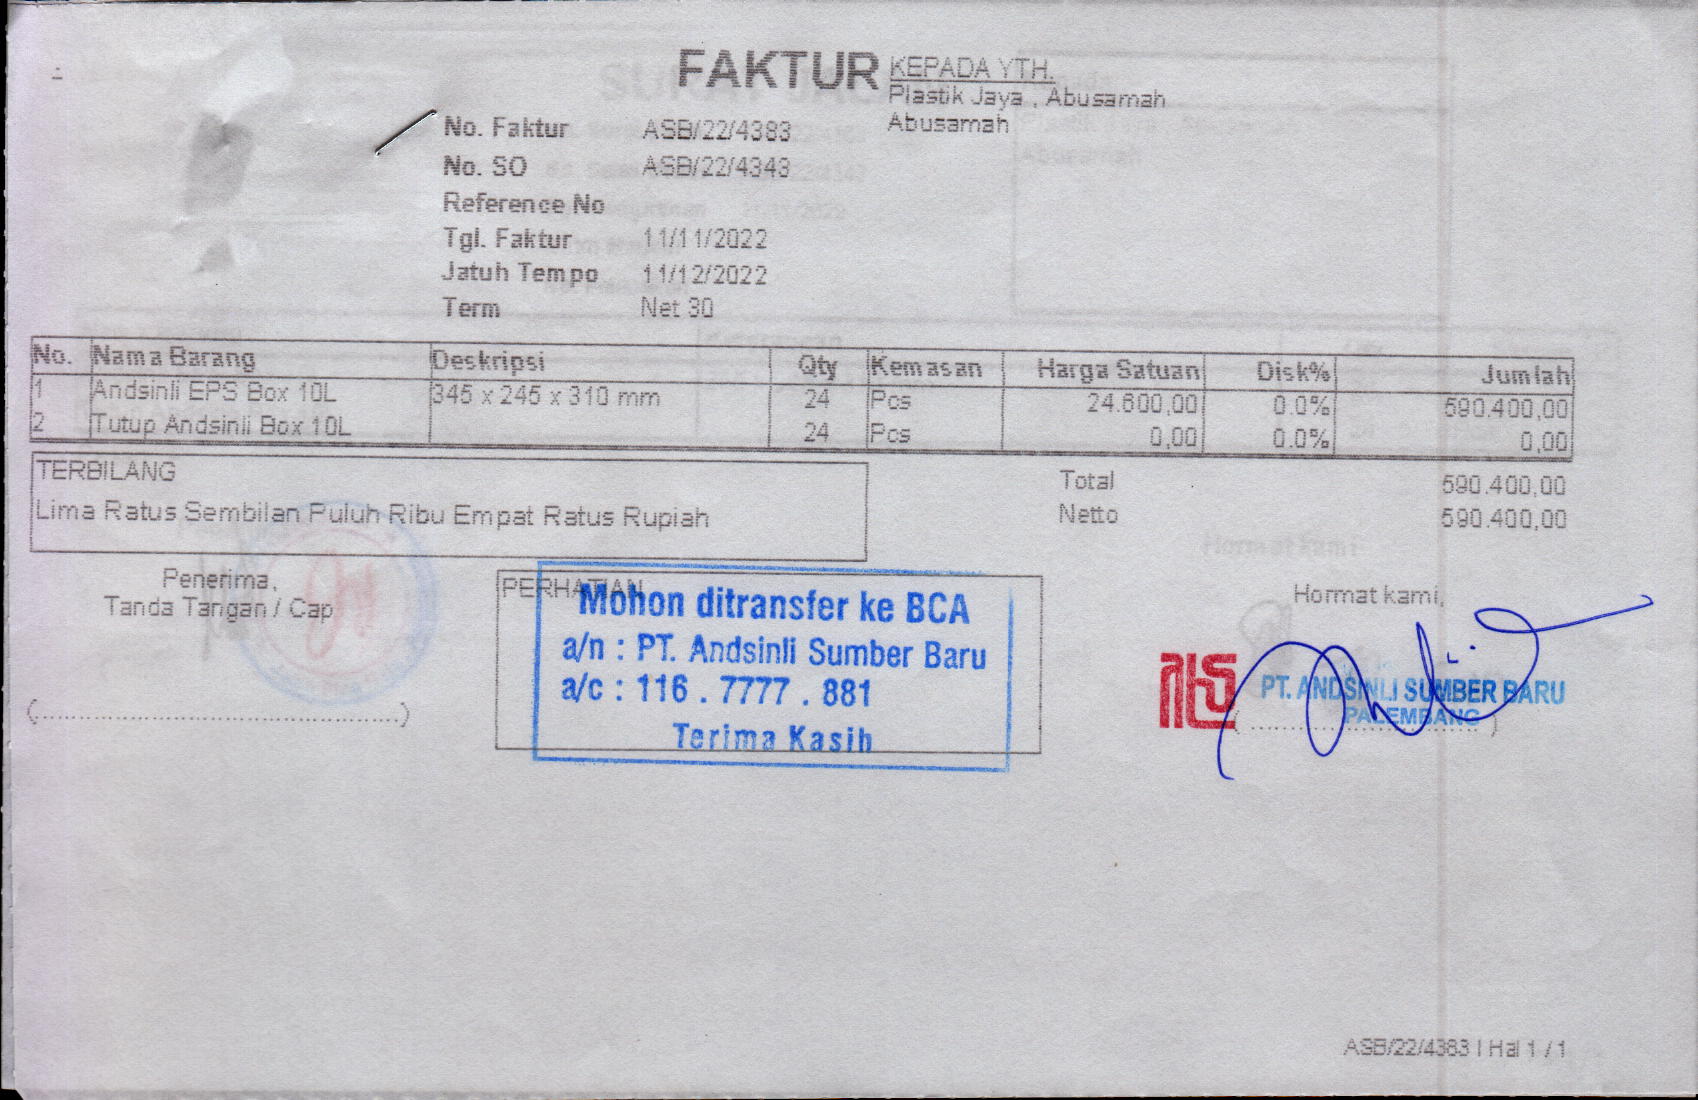 FAKTUR
KEPADA YTH.
Plastik Jaya , Abusamah
Abusamah
No. Faktur ASB/22/4383
No. SO ASB/22/4343
Reference No
Tgl. Faktur 11/11/2022
Jatuh Tempo 11/12/2022
Term Net 30
No. Nama Barang Deskripsi Qty Kemasan Harga Satuan Disk% Jumlah
1 Andsinli EPS Box 10L 345 x 245 x 310 mm 24 Pcs 24.600,00 0.0% 590.400,00
2 Tutup Andsinli Box 10L 24 Pcs 0,00 0.0% 0,00
TERBILANG
Lima Ratus Sembilan Puluh Ribu Empat Ratus Rupiah
Total 590.400,00
Netto 590.400,00
Penerima,
Tanda Tangan / Cap
(..........)
PERHATIAN
Mohon ditransfer ke BCA
a/n : PT. Andsinli Sumber Baru
a/c : 116 . 7777 . 881
Terima Kasih
Hormat kami,
PT. ANDSINLI SUMBER BARU
PALEMBANG
(..........)
ASB/22/4383 | Hal 1 / 1